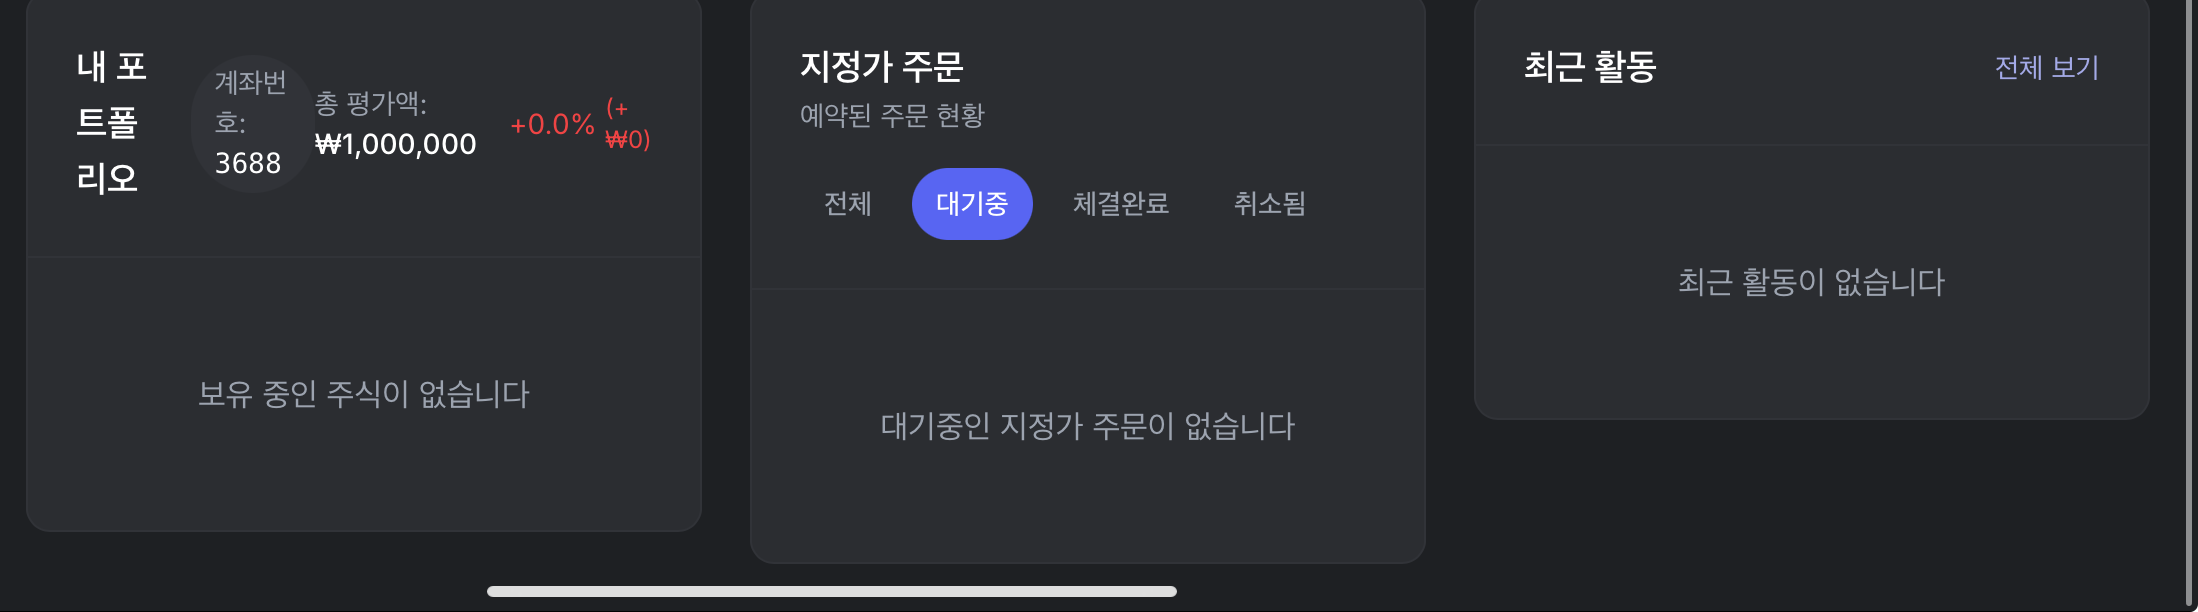 내 포
트폴
리오
계좌번
호:
3688
총 평가액:
₩1,000,000
+0.0%
(+
₩0)
보유 중인 주식이 없습니다
지정가 주문
예약된 주문 현황
전체 대기중 체결완료 취소됨
대기중인 지정가 주문이 없습니다
최근 활동 전체 보기
최근 활동이 없습니다